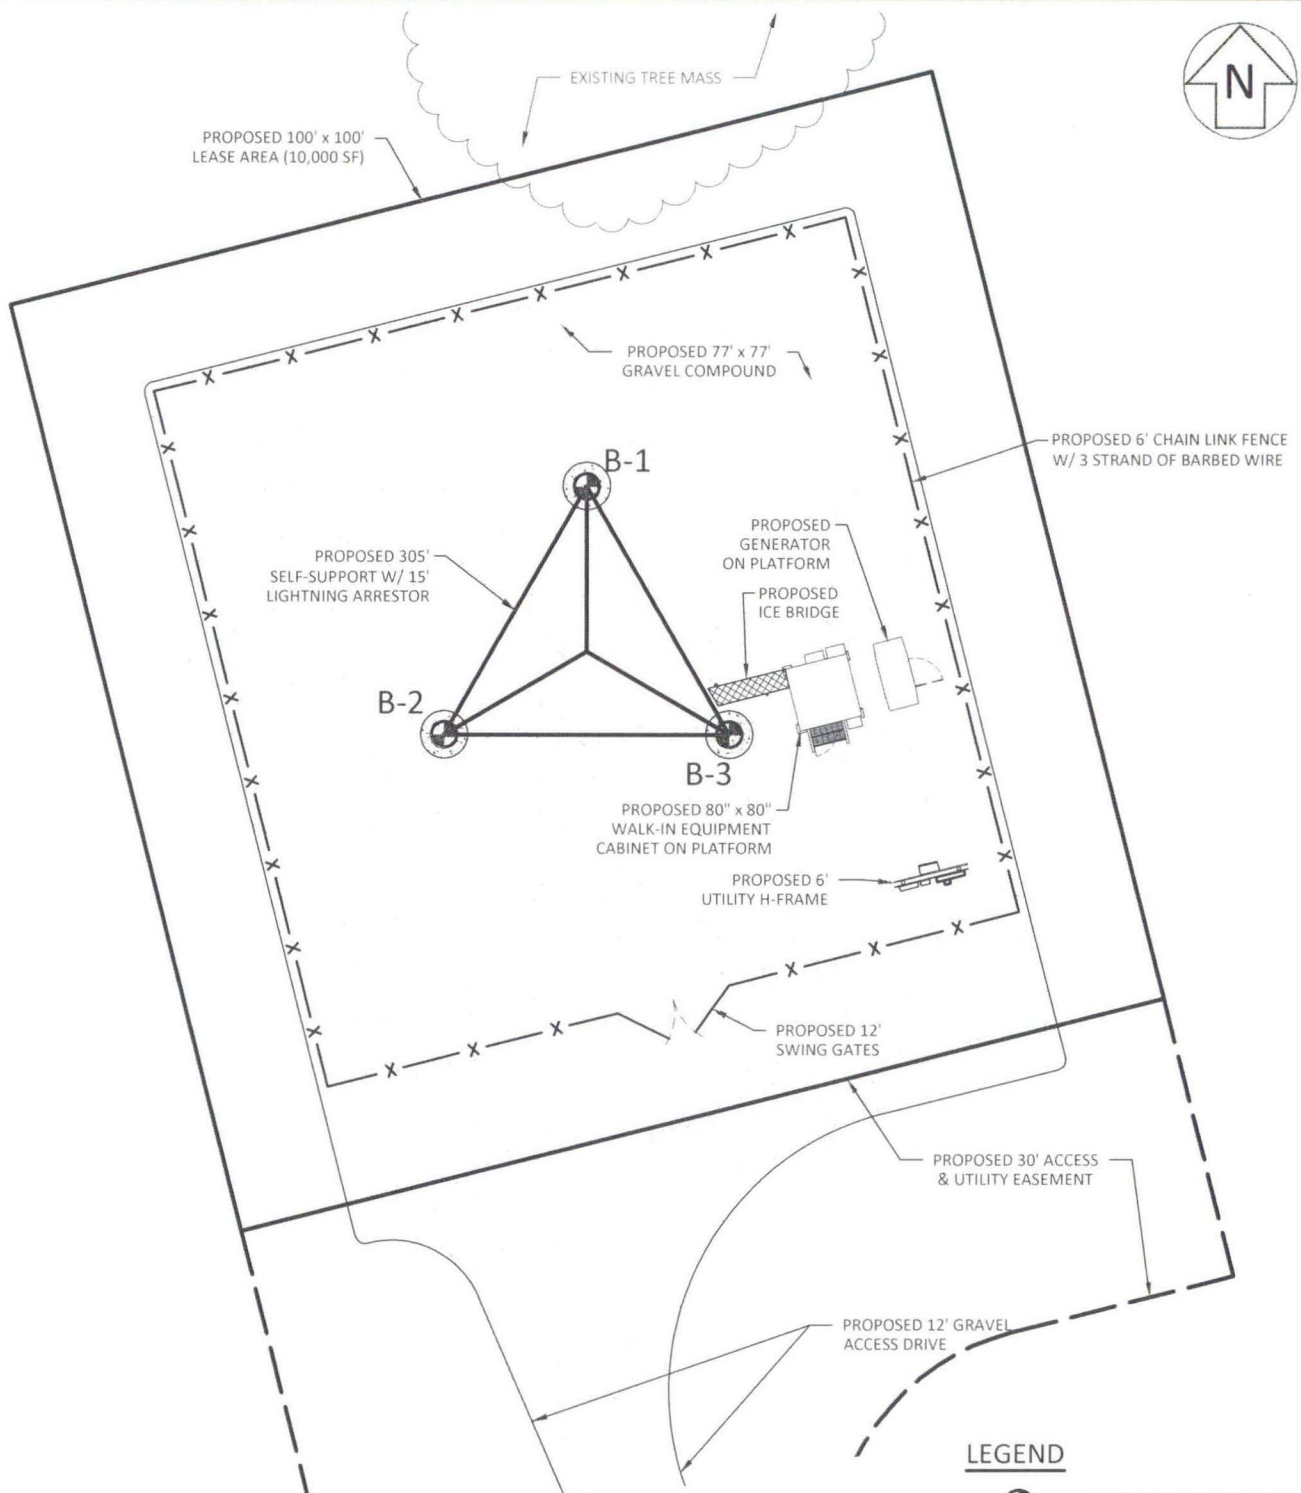 EXISTING TREE MASS
N
PROPOSED 100' x 100'
LEASE AREA (10,000 SF)
PROPOSED 77' x 77'
GRAVEL COMPOUND
PROPOSED 6' CHAIN LINK FENCE
W/ 3 STRAND OF BARBED WIRE
B-1
PROPOSED
GENERATOR
ON PLATFORM
PROPOSED 305'
SELF-SUPPORT W/ 15'
LIGHTNING ARRESTOR
PROPOSED
ICE BRIDGE
B-2
B-3
PROPOSED 80" x 80"
WALK-IN EQUIPMENT
CABINET ON PLATFORM
PROPOSED 6'
UTILITY H-FRAME
PROPOSED 12'
SWING GATES
PROPOSED 30' ACCESS
& UTILITY EASEMENT
PROPOSED 12' GRAVEL
ACCESS DRIVE
LEGEND